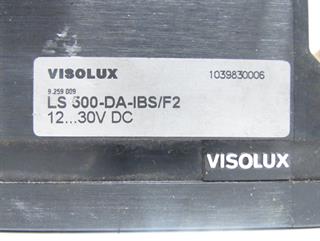 VISOLUX 1039830006
9 259 009
LS 500-DA-IBS/F2
12...30V DC
VISOLUX